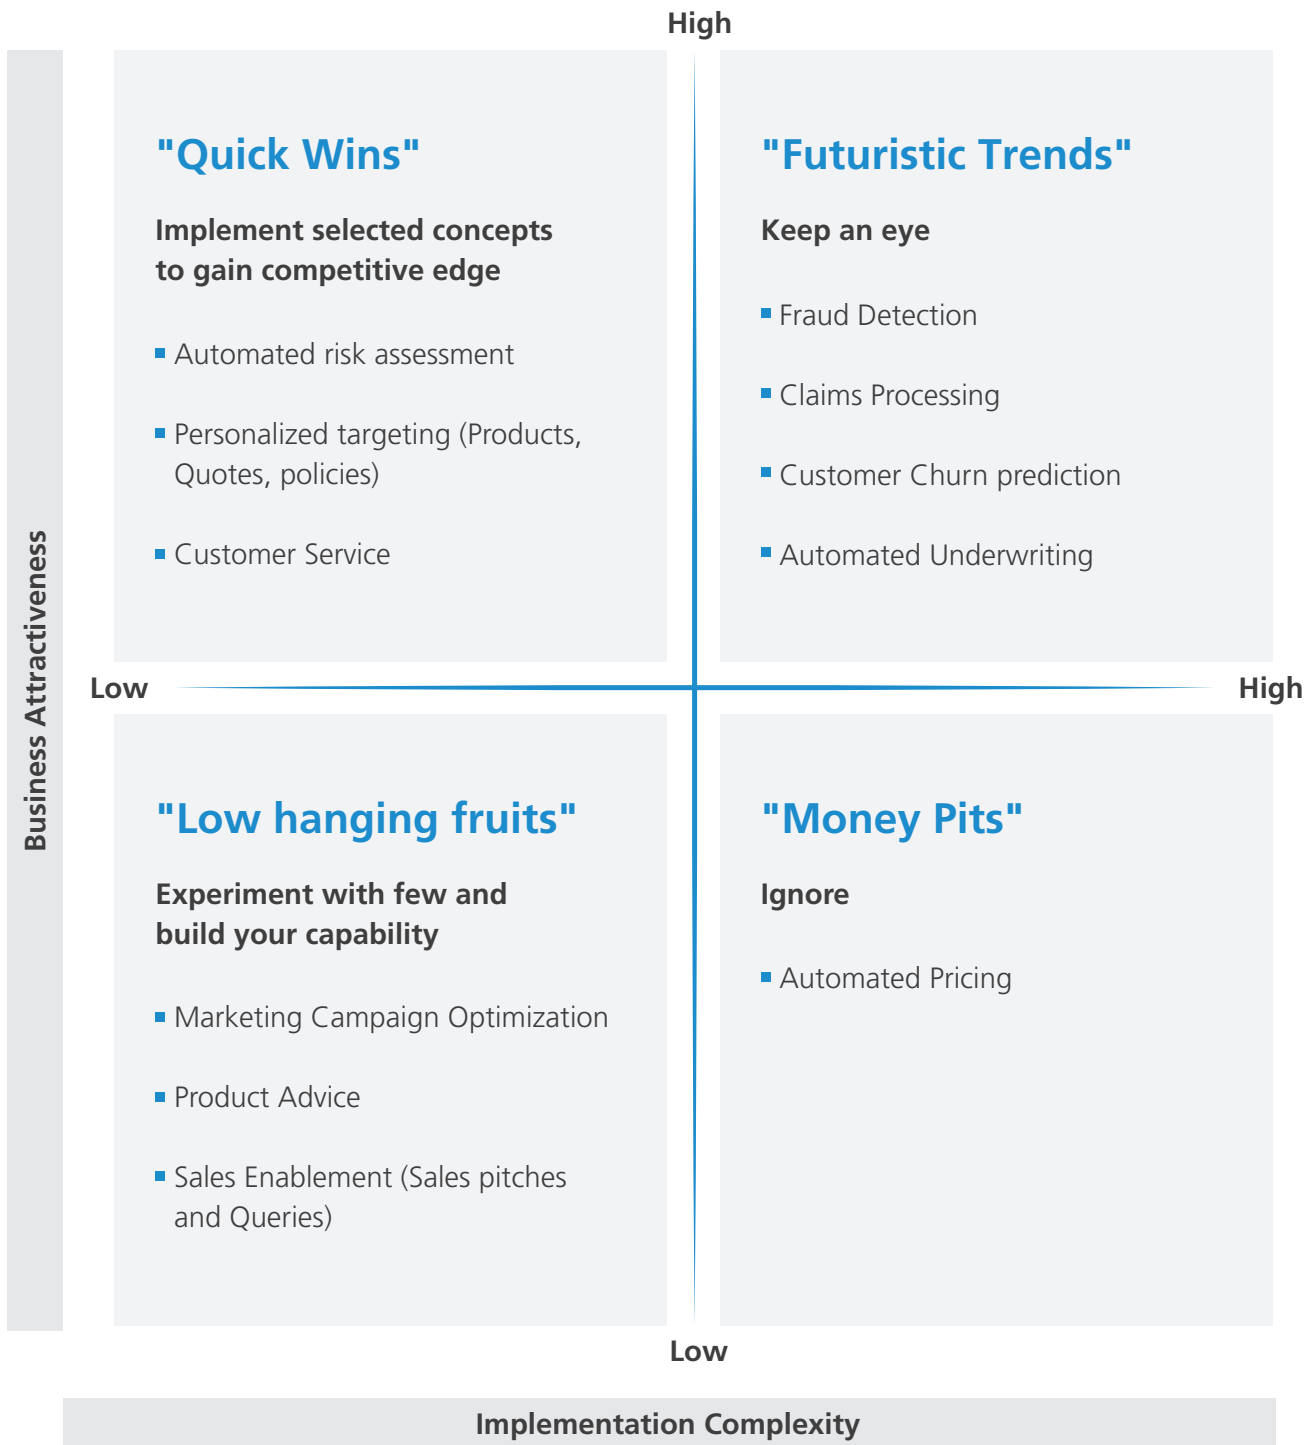 High
"Quick Wins"
Implement selected concepts
to gain competitive edge
Automated risk assessment
Personalized targeting (Products,
Quotes, policies)
Customer Service
"Futuristic Trends"
Keep an eye
Fraud Detection
Claims Processing
Customer Churn prediction
Automated Underwriting
Business Attractiveness
Low
High
"Low hanging fruits"
Experiment with few and
build your capability
Marketing Campaign Optimization
Product Advice
Sales Enablement (Sales pitches
and Queries)
"Money Pits"
Ignore
Automated Pricing
Low
Implementation Complexity